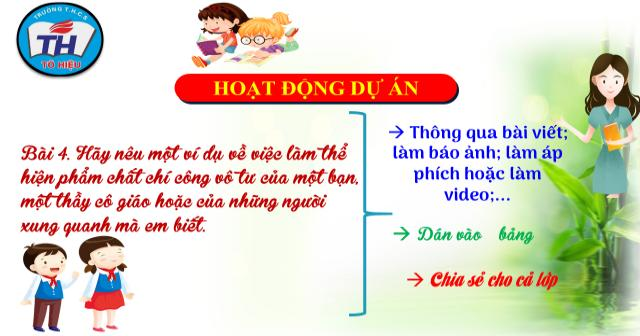 TRƯỜNG T.H.C.S
TH
TÔ HIỆU
HOẠT ĐỘNG DỰ ÁN
Bài 4. Hãy nêu một ví dụ về việc làm thể
hiện phẩm chất chí công vô tư của một bạn,
một thầy cô giáo hoặc của những người
xung quanh mà em biết.
→ Thông qua bài viết;
làm báo ảnh; làm áp
phích hoặc làm
video;...
→ Dán vào bảng
→ Chia sẻ cho cả lớp